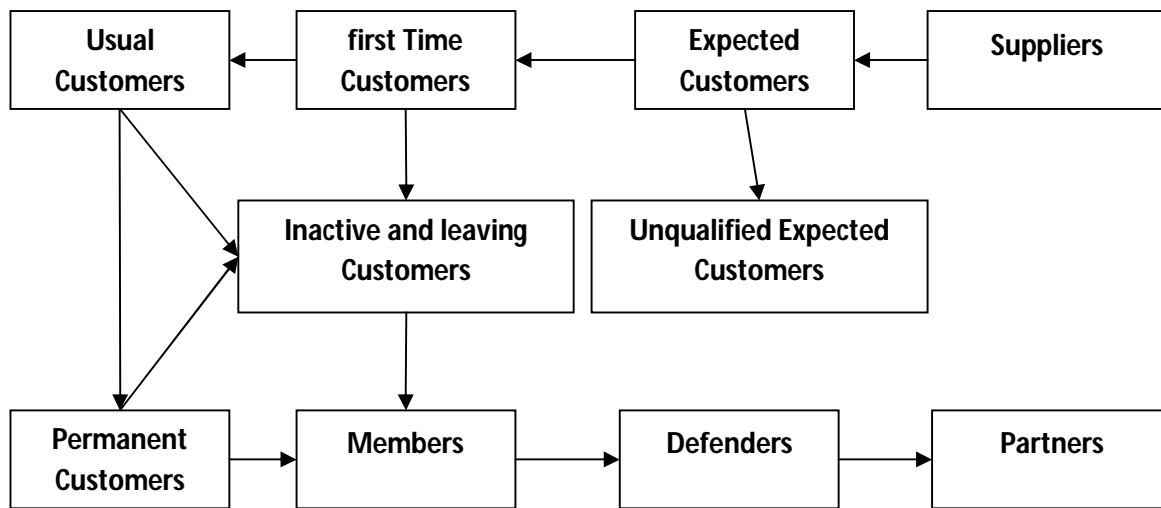 Usual
Customers
first Time
Customers
Expected
Customers
Suppliers
Inactive and leaving
Customers
Unqualified Expected
Customers
Permanent
Customers
Members
Defenders
Partners